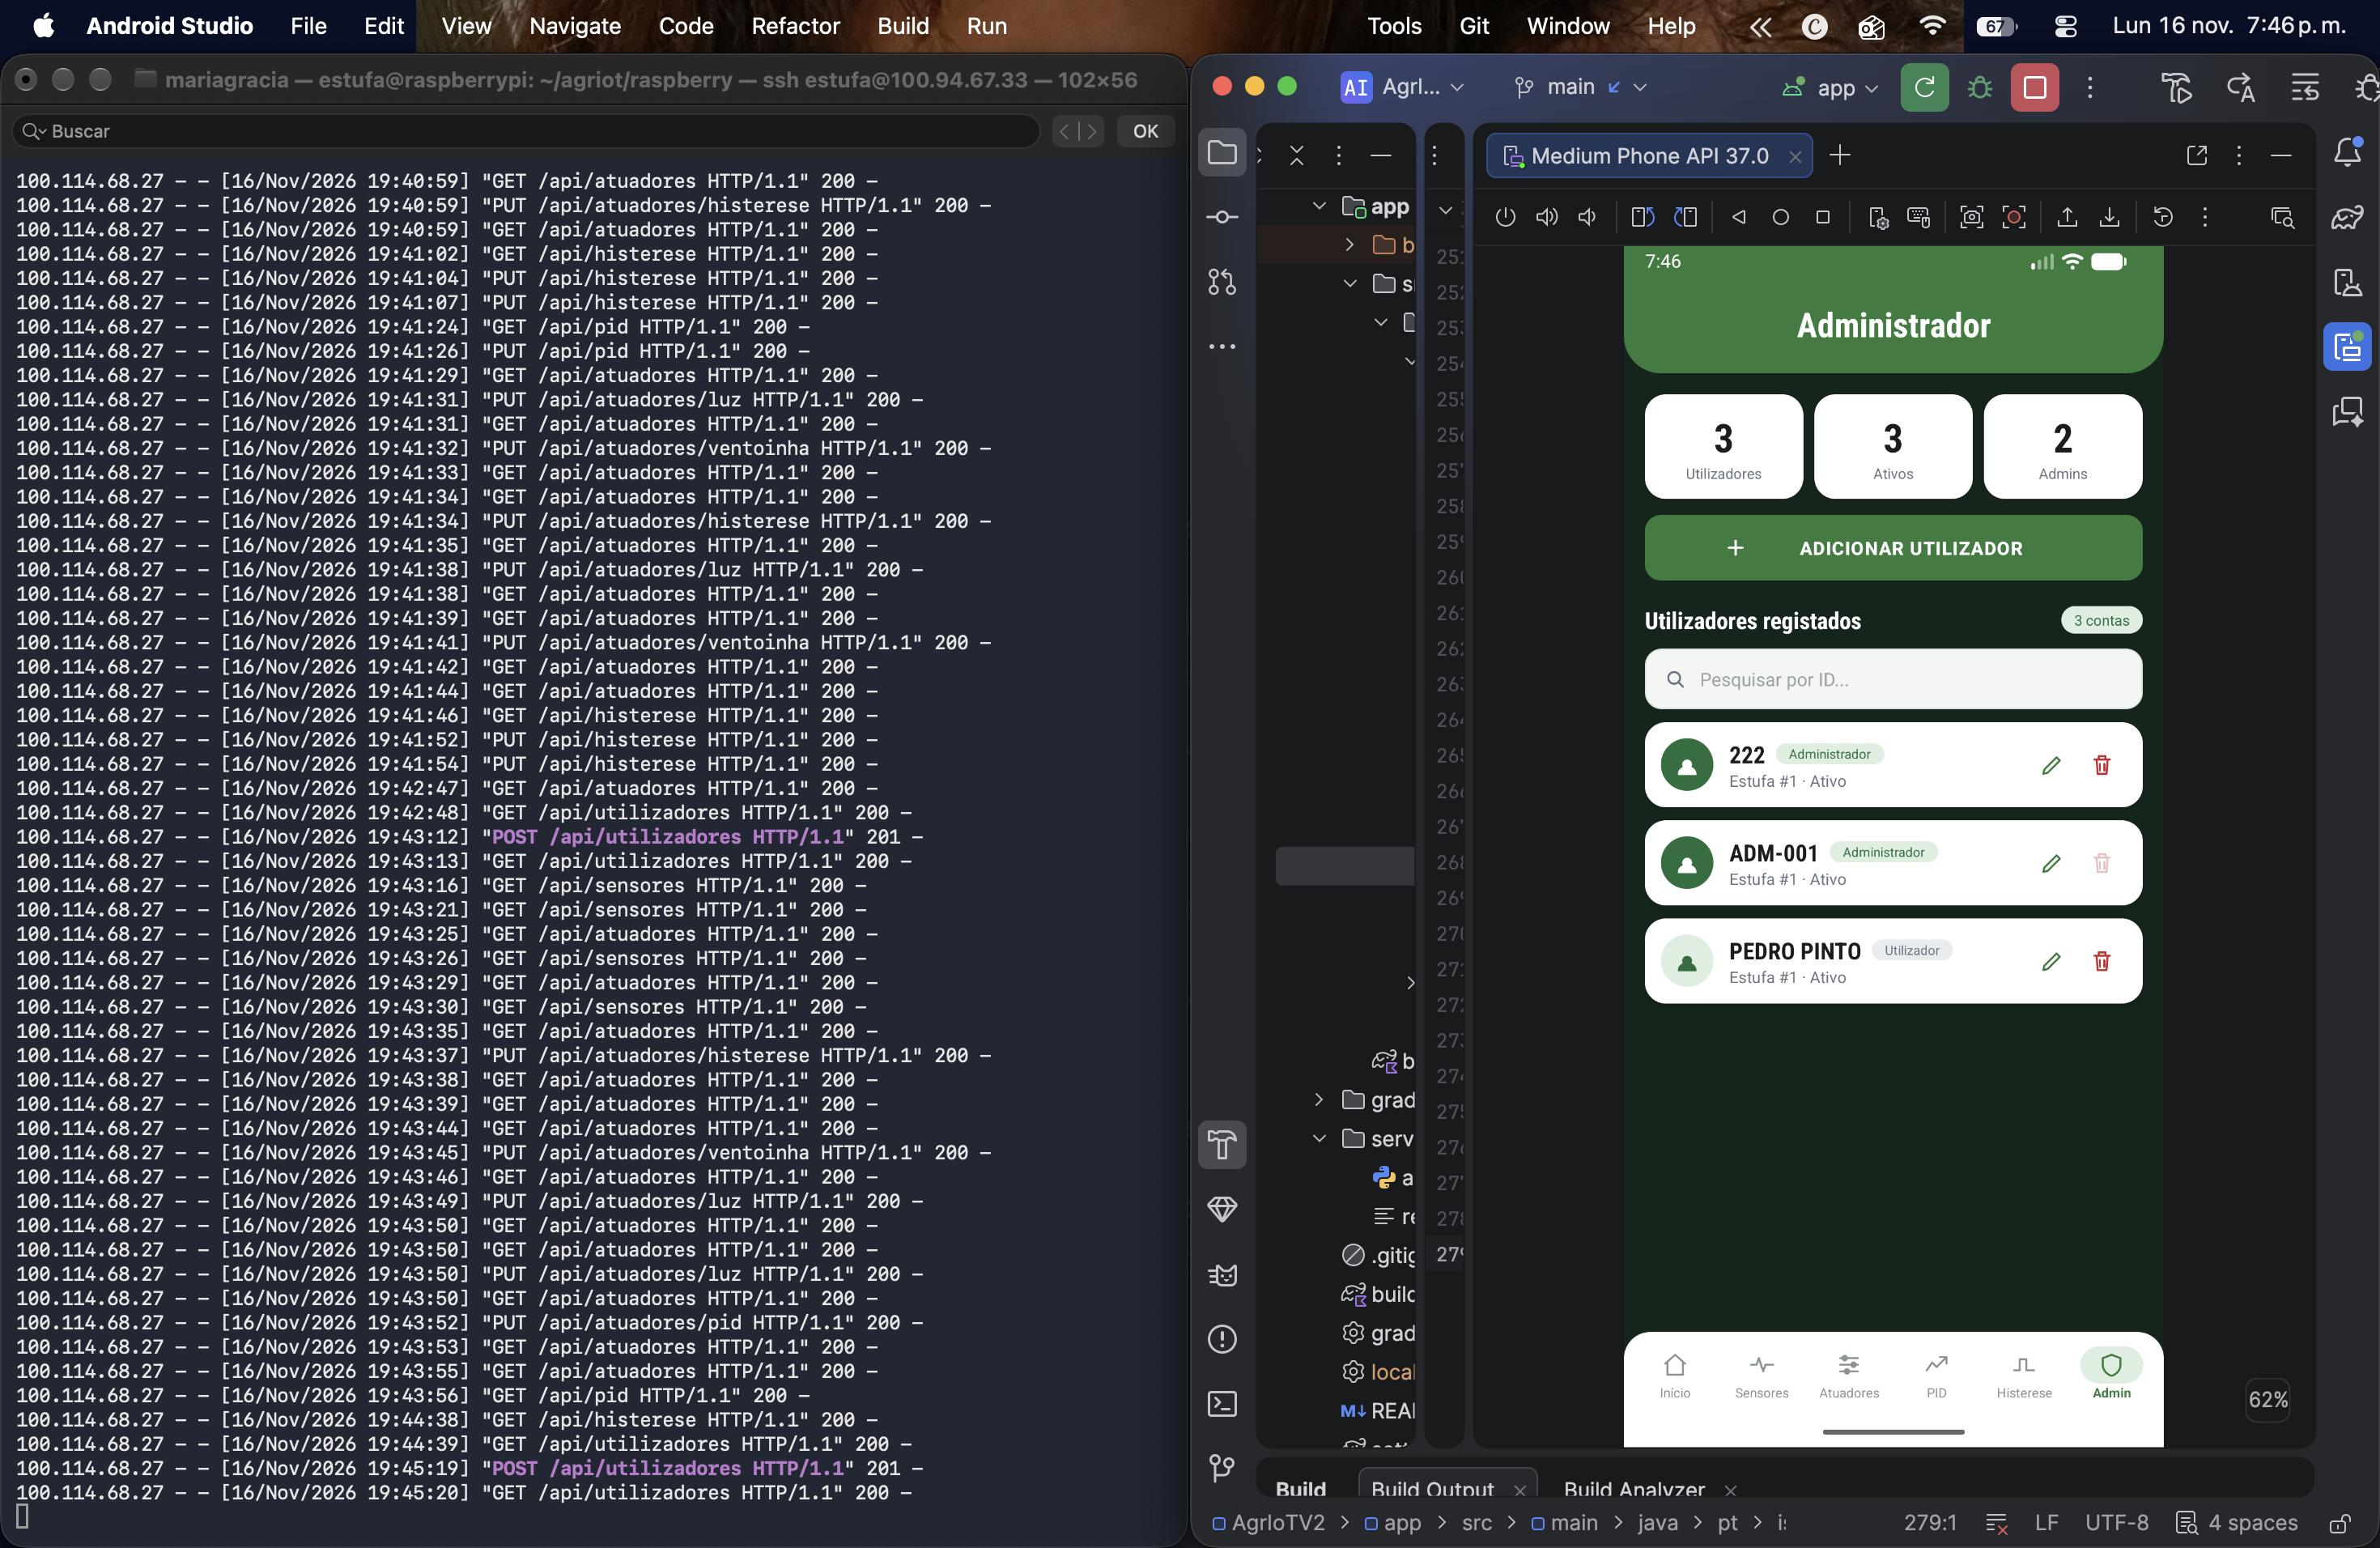 Android Studio File Edit View Navigate Code Refactor Build Run Tools Git Window Help 67 Lun 16 nov. 7:46 p. m.
mariagracia — estufa@raspberrypi: ~/agriot/raspberry — ssh estufa@100.94.67.33 — 102×56
Buscar
OK
100.114.68.27 – – [16/Nov/2026 19:40:59] "GET /api/atuadores HTTP/1.1" 200 –
100.114.68.27 – – [16/Nov/2026 19:40:59] "PUT /api/atuadores/histerese HTTP/1.1" 200 –
100.114.68.27 – – [16/Nov/2026 19:40:59] "GET /api/atuadores HTTP/1.1" 200 –
100.114.68.27 – – [16/Nov/2026 19:41:02] "GET /api/histerese HTTP/1.1" 200 –
100.114.68.27 – – [16/Nov/2026 19:41:04] "PUT /api/histerese HTTP/1.1" 200 –
100.114.68.27 – – [16/Nov/2026 19:41:07] "PUT /api/histerese HTTP/1.1" 200 –
100.114.68.27 – – [16/Nov/2026 19:41:24] "GET /api/pid HTTP/1.1" 200 –
100.114.68.27 – – [16/Nov/2026 19:41:26] "PUT /api/pid HTTP/1.1" 200 –
100.114.68.27 – – [16/Nov/2026 19:41:29] "GET /api/atuadores HTTP/1.1" 200 –
100.114.68.27 – – [16/Nov/2026 19:41:31] "PUT /api/atuadores/luz HTTP/1.1" 200 –
100.114.68.27 – – [16/Nov/2026 19:41:31] "GET /api/atuadores HTTP/1.1" 200 –
100.114.68.27 – – [16/Nov/2026 19:41:32] "PUT /api/atuadores/ventoinha HTTP/1.1" 200 –
100.114.68.27 – – [16/Nov/2026 19:41:33] "GET /api/atuadores HTTP/1.1" 200 –
100.114.68.27 – – [16/Nov/2026 19:41:34] "GET /api/atuadores HTTP/1.1" 200 –
100.114.68.27 – – [16/Nov/2026 19:41:34] "PUT /api/atuadores/histerese HTTP/1.1" 200 –
100.114.68.27 – – [16/Nov/2026 19:41:35] "GET /api/atuadores HTTP/1.1" 200 –
100.114.68.27 – – [16/Nov/2026 19:41:38] "PUT /api/atuadores/luz HTTP/1.1" 200 –
100.114.68.27 – – [16/Nov/2026 19:41:38] "GET /api/atuadores HTTP/1.1" 200 –
100.114.68.27 – – [16/Nov/2026 19:41:39] "GET /api/atuadores HTTP/1.1" 200 –
100.114.68.27 – – [16/Nov/2026 19:41:41] "PUT /api/atuadores/ventoinha HTTP/1.1" 200 –
100.114.68.27 – – [16/Nov/2026 19:41:42] "GET /api/atuadores HTTP/1.1" 200 –
100.114.68.27 – – [16/Nov/2026 19:41:44] "GET /api/atuadores HTTP/1.1" 200 –
100.114.68.27 – – [16/Nov/2026 19:41:46] "GET /api/histerese HTTP/1.1" 200 –
100.114.68.27 – – [16/Nov/2026 19:41:52] "PUT /api/histerese HTTP/1.1" 200 –
100.114.68.27 – – [16/Nov/2026 19:41:54] "PUT /api/histerese HTTP/1.1" 200 –
100.114.68.27 – – [16/Nov/2026 19:42:47] "GET /api/atuadores HTTP/1.1" 200 –
100.114.68.27 – – [16/Nov/2026 19:42:48] "GET /api/utilizadores HTTP/1.1" 200 –
100.114.68.27 – – [16/Nov/2026 19:43:12] "POST /api/utilizadores HTTP/1.1" 201 –
100.114.68.27 – – [16/Nov/2026 19:43:13] "GET /api/utilizadores HTTP/1.1" 200 –
100.114.68.27 – – [16/Nov/2026 19:43:16] "GET /api/sensores HTTP/1.1" 200 –
100.114.68.27 – – [16/Nov/2026 19:43:21] "GET /api/sensores HTTP/1.1" 200 –
100.114.68.27 – – [16/Nov/2026 19:43:25] "GET /api/atuadores HTTP/1.1" 200 –
100.114.68.27 – – [16/Nov/2026 19:43:26] "GET /api/sensores HTTP/1.1" 200 –
100.114.68.27 – – [16/Nov/2026 19:43:29] "GET /api/atuadores HTTP/1.1" 200 –
100.114.68.27 – – [16/Nov/2026 19:43:30] "GET /api/sensores HTTP/1.1" 200 –
100.114.68.27 – – [16/Nov/2026 19:43:35] "GET /api/atuadores HTTP/1.1" 200 –
100.114.68.27 – – [16/Nov/2026 19:43:37] "PUT /api/atuadores/histerese HTTP/1.1" 200 –
100.114.68.27 – – [16/Nov/2026 19:43:38] "GET /api/atuadores HTTP/1.1" 200 –
100.114.68.27 – – [16/Nov/2026 19:43:39] "GET /api/atuadores HTTP/1.1" 200 –
100.114.68.27 – – [16/Nov/2026 19:43:44] "GET /api/atuadores HTTP/1.1" 200 –
100.114.68.27 – – [16/Nov/2026 19:43:45] "PUT /api/atuadores/ventoinha HTTP/1.1" 200 –
100.114.68.27 – – [16/Nov/2026 19:43:46] "GET /api/atuadores HTTP/1.1" 200 –
100.114.68.27 – – [16/Nov/2026 19:43:49] "PUT /api/atuadores/luz HTTP/1.1" 200 –
100.114.68.27 – – [16/Nov/2026 19:43:50] "GET /api/atuadores HTTP/1.1" 200 –
100.114.68.27 – – [16/Nov/2026 19:43:50] "GET /api/atuadores HTTP/1.1" 200 –
100.114.68.27 – – [16/Nov/2026 19:43:50] "PUT /api/atuadores/luz HTTP/1.1" 200 –
100.114.68.27 – – [16/Nov/2026 19:43:50] "GET /api/atuadores HTTP/1.1" 200 –
100.114.68.27 – – [16/Nov/2026 19:43:52] "PUT /api/atuadores/pid HTTP/1.1" 200 –
100.114.68.27 – – [16/Nov/2026 19:43:53] "GET /api/atuadores HTTP/1.1" 200 –
100.114.68.27 – – [16/Nov/2026 19:43:55] "GET /api/atuadores HTTP/1.1" 200 –
100.114.68.27 – – [16/Nov/2026 19:43:56] "GET /api/pid HTTP/1.1" 200 –
100.114.68.27 – – [16/Nov/2026 19:44:38] "GET /api/histerese HTTP/1.1" 200 –
100.114.68.27 – – [16/Nov/2026 19:44:39] "GET /api/utilizadores HTTP/1.1" 200 –
100.114.68.27 – – [16/Nov/2026 19:45:19] "POST /api/utilizadores HTTP/1.1" 201 –
100.114.68.27 – – [16/Nov/2026 19:45:20] "GET /api/utilizadores HTTP/1.1" 200 –
AI AgrI... main app
app
b
s
b
grad
serv
a
re
.gitig
build
grad
local
M↓ REA
Medium Phone API 37.0
7:46
Administrador
3 3 2
Utilizadores Ativos Admins
+ ADICIONAR UTILIZADOR
Utilizadores registados 3 contas
Pesquisar por ID...
222 Administrador
Estufa #1 · Ativo
ADM-001 Administrador
Estufa #1 · Ativo
PEDRO PINTO Utilizador
Estufa #1 · Ativo
Início Sensores Atuadores PID Histerese Admin
62%
Build Build Output Build Analyzer
AgrIoTV2 > app > src > main > java > pt > 279:1 LF UTF-8 4 spaces